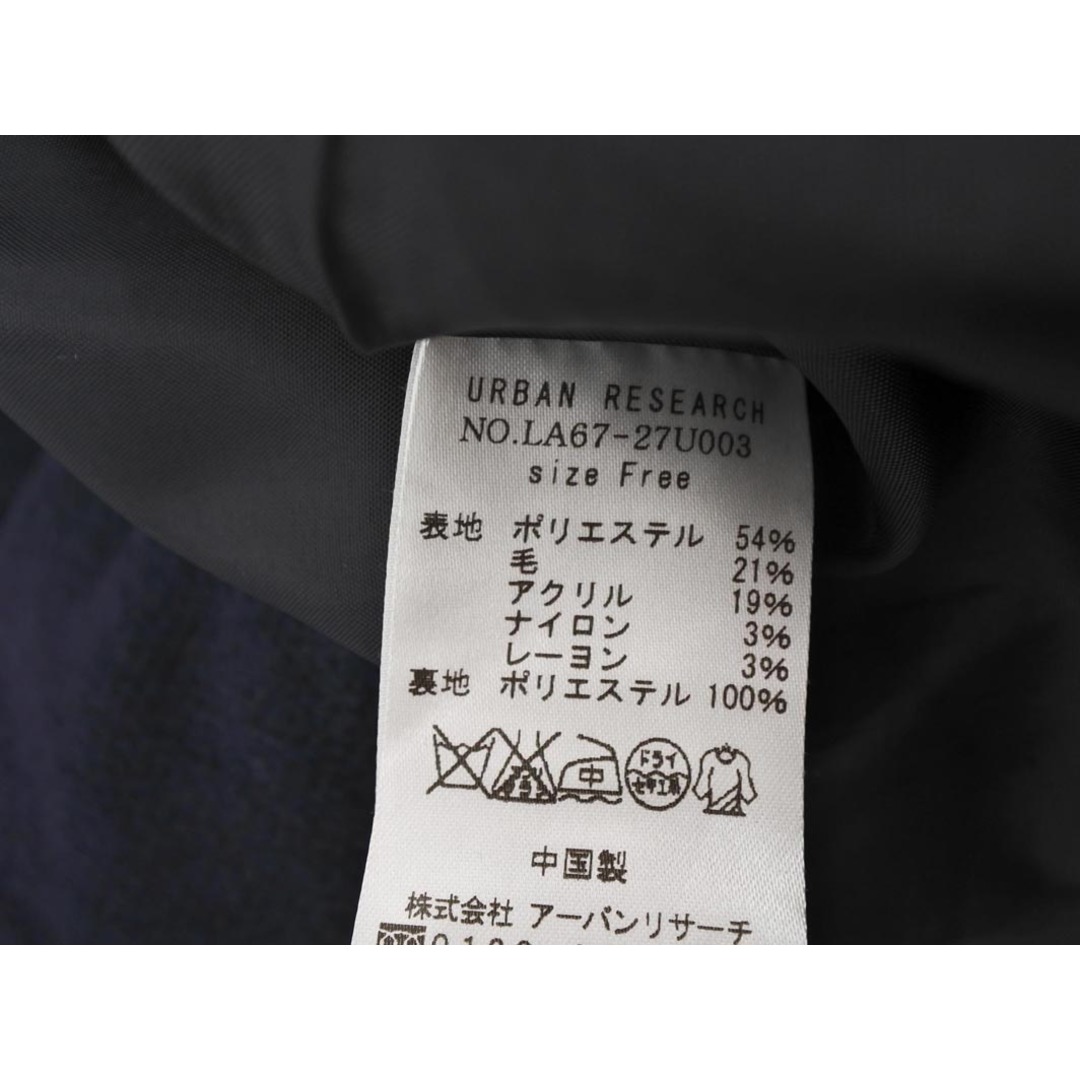 URBAN RESEARCH
NO.LA67-27U003
size Free
表地 ポリエステル 54%
毛 21%
アクリル 19%
ナイロン 3%
レーヨン 3%
裏地 ポリエステル 100%
中
ドライ
セキユ系
中国製
株式会社 アーバンリサーチ